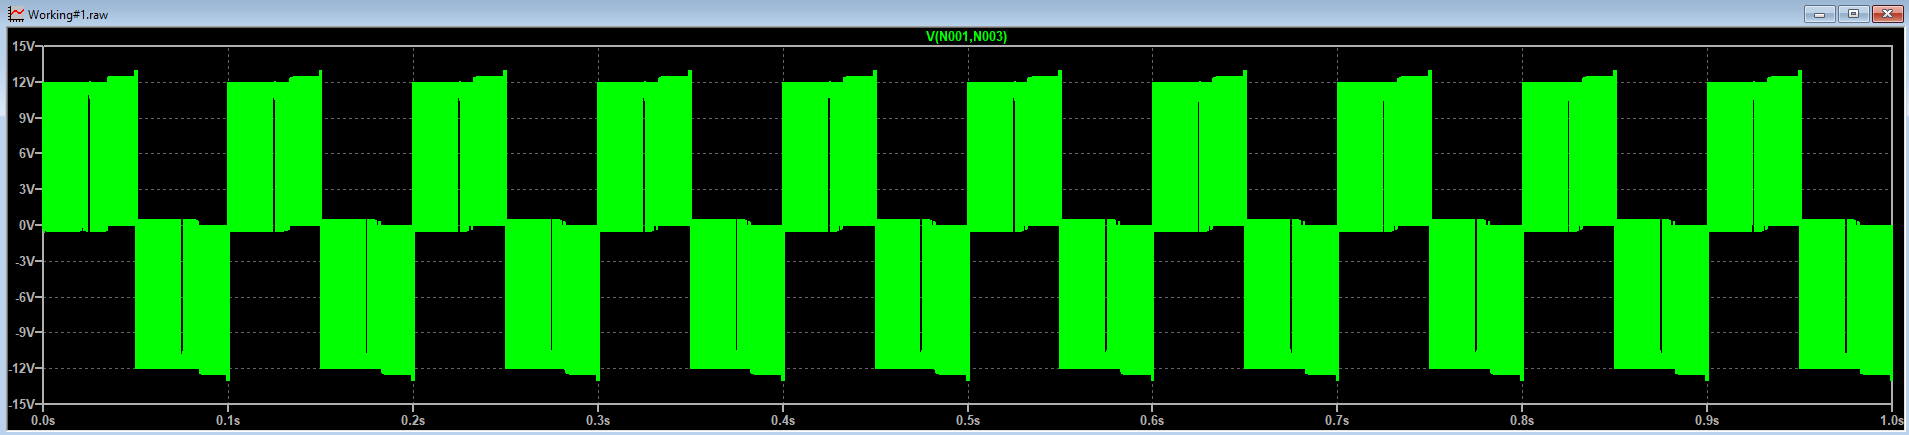 Working#1.raw
V(N001,N003)
15V
12V
9V
6V
3V
0V
-3V
-6V
-9V
-12V
-15V
0.0s 0.1s 0.2s 0.3s 0.4s 0.5s 0.6s 0.7s 0.8s 0.9s 1.0s